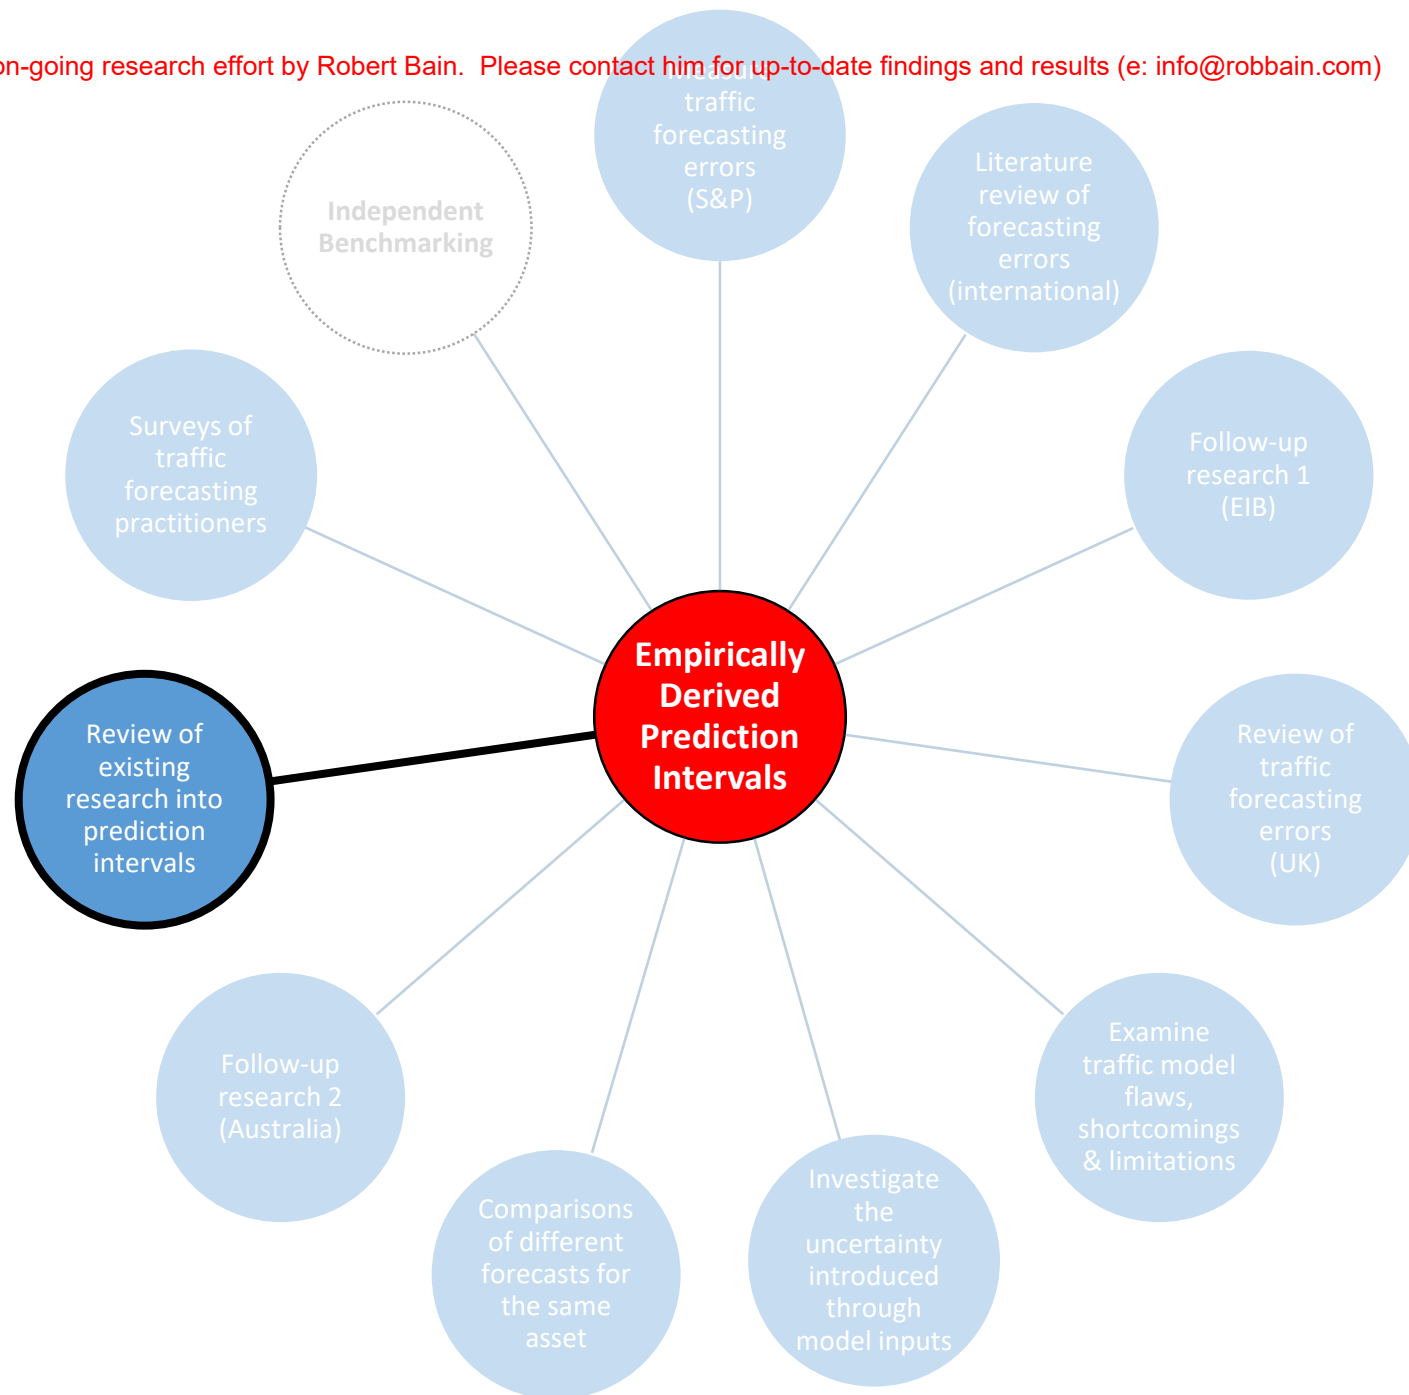 on-going research effort by Robert Bain.  Please contact him for up-to-date findings and results (e: info@robbain.com)
Measure
traffic
forecasting
errors
(S&P)
Literature
review of
forecasting
errors
(international)
Independent
Benchmarking
Surveys of
traffic
forecasting
practitioners
Follow-up
research 1
(EIB)
Empirically
Derived
Prediction
Intervals
Review of
existing
research into
prediction
intervals
Review of
traffic
forecasting
errors
(UK)
Follow-up
research 2
(Australia)
Examine
traffic model
flaws,
shortcomings
& limitations
Comparisons
of different
forecasts for
the same
asset
Investigate
the
uncertainty
introduced
through
model inputs